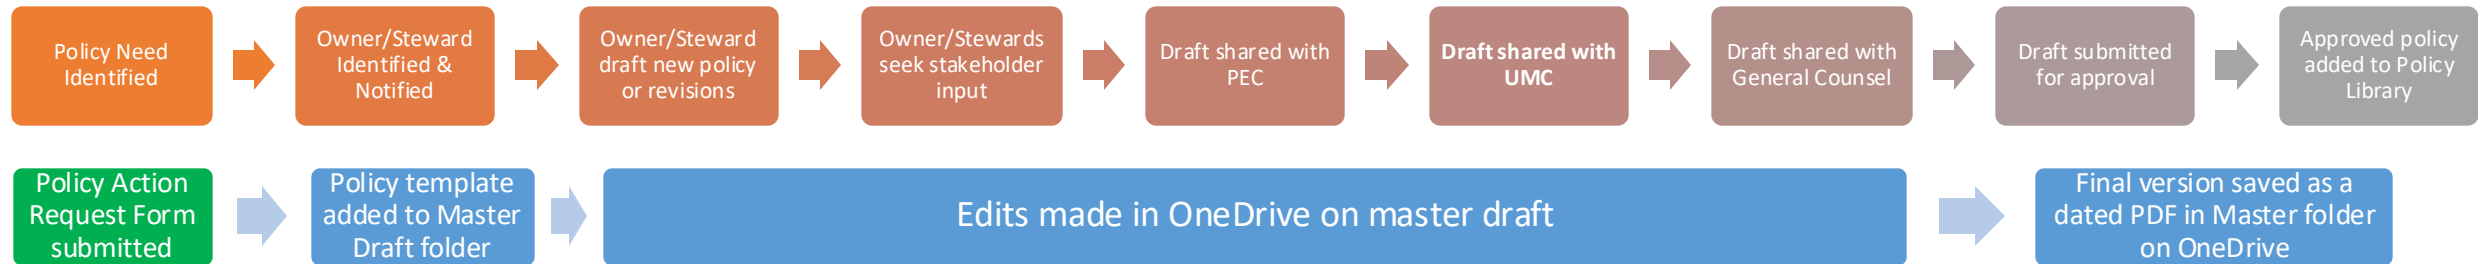 Policy Need
Identified
Owner/Steward
Identified &
Notified
Owner/Steward
draft new policy
or revisions
Owner/Stewards
seek stakeholder
input
Draft shared with
PEC
Draft shared with
UMC
Draft shared with
General Counsel
Draft submitted
for approval
Approved policy
added to Policy
Library
Policy Action
Request Form
submitted
Policy template
added to Master
Draft folder
Edits made in OneDrive on master draft
Final version saved as a
dated PDF in Master folder
on OneDrive